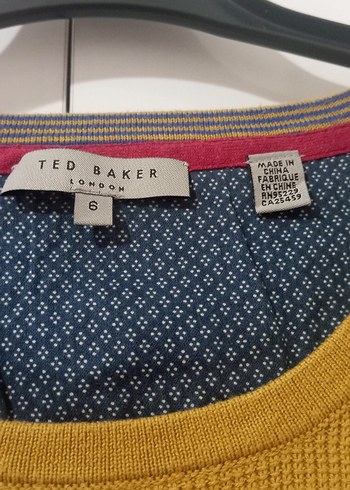 TED BAKER
LONDON
6
MADE IN
CHINA
FABRIQUE
EN CHINE
RN95229
CA25459